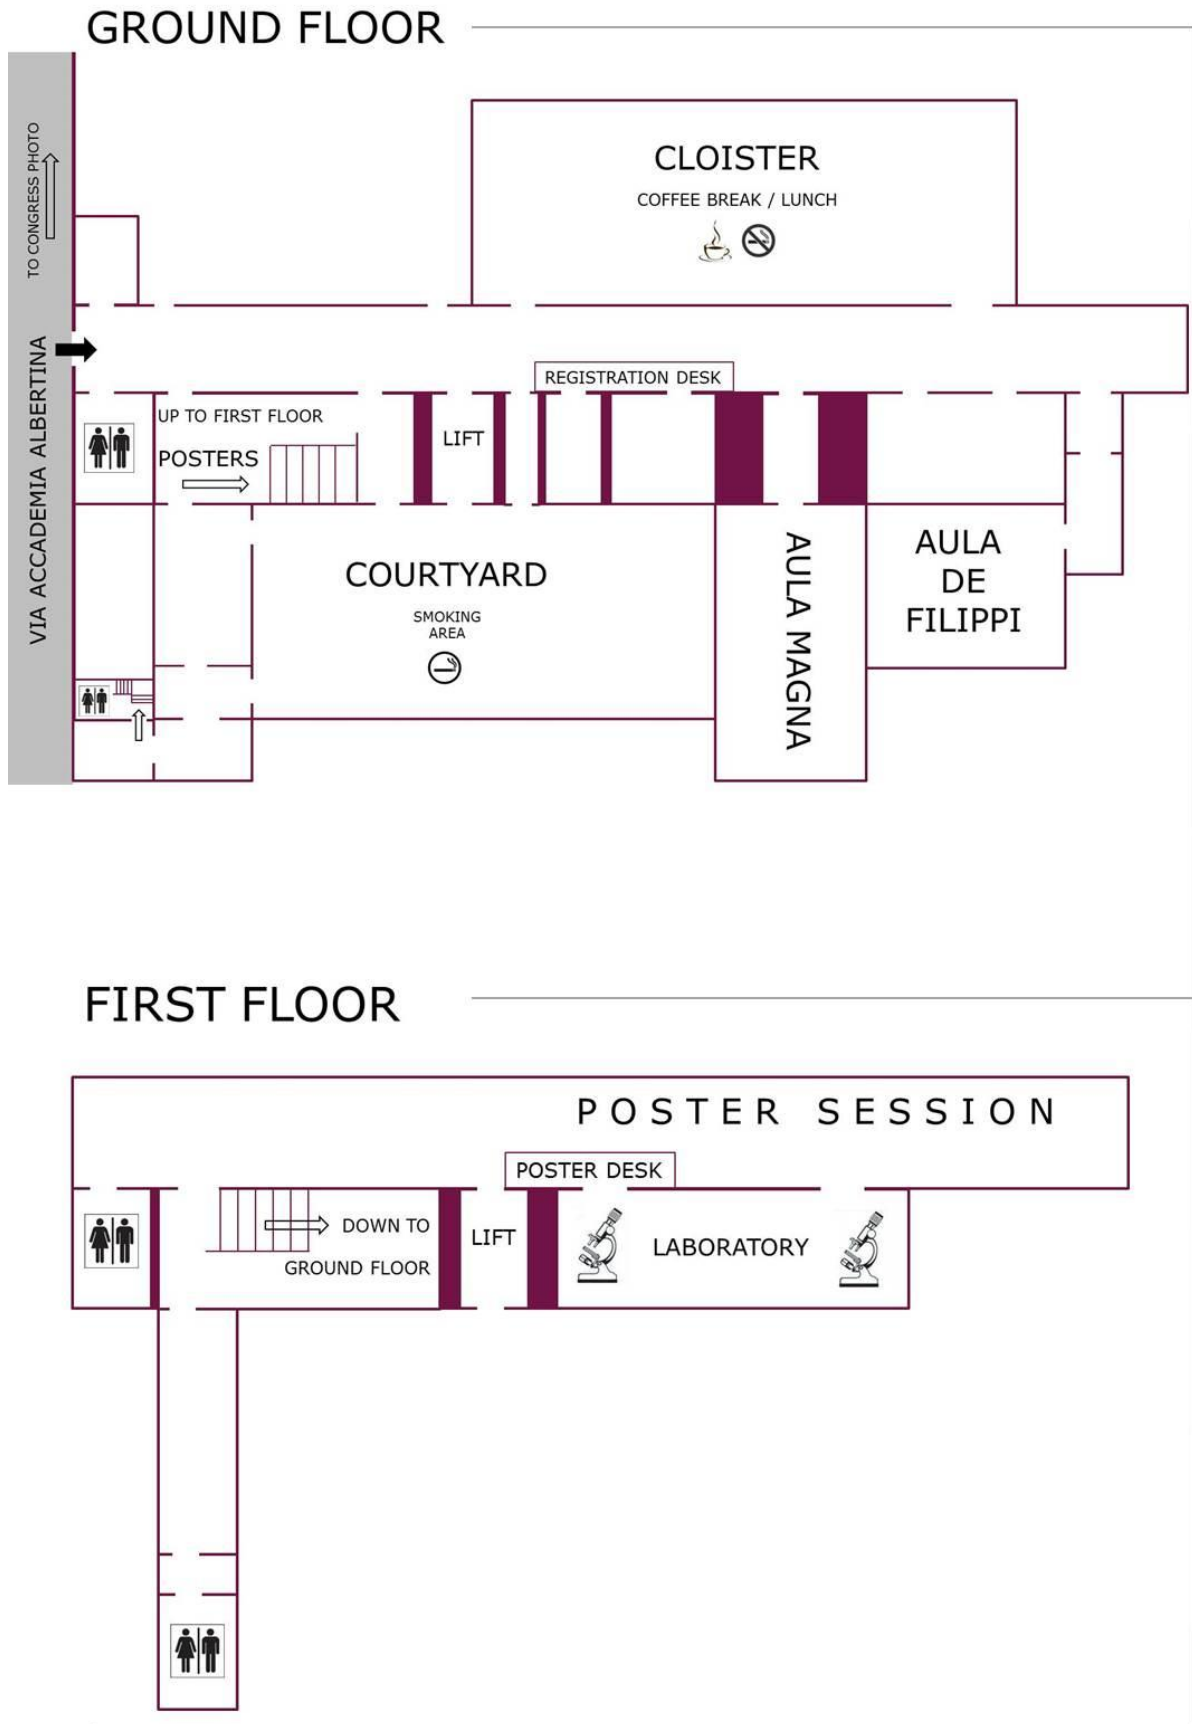 GROUND FLOOR
TO CONGRESS PHOTO
VIA ACCADEMIA ALBERTINA
CLOISTER
COFFEE BREAK / LUNCH
REGISTRATION DESK
UP TO FIRST FLOOR
POSTERS
LIFT
COURTYARD
SMOKING
AREA
AULA MAGNA
AULA
DE
FILIPPI
FIRST FLOOR
POSTER SESSION
POSTER DESK
DOWN TO
GROUND FLOOR
LIFT
LABORATORY